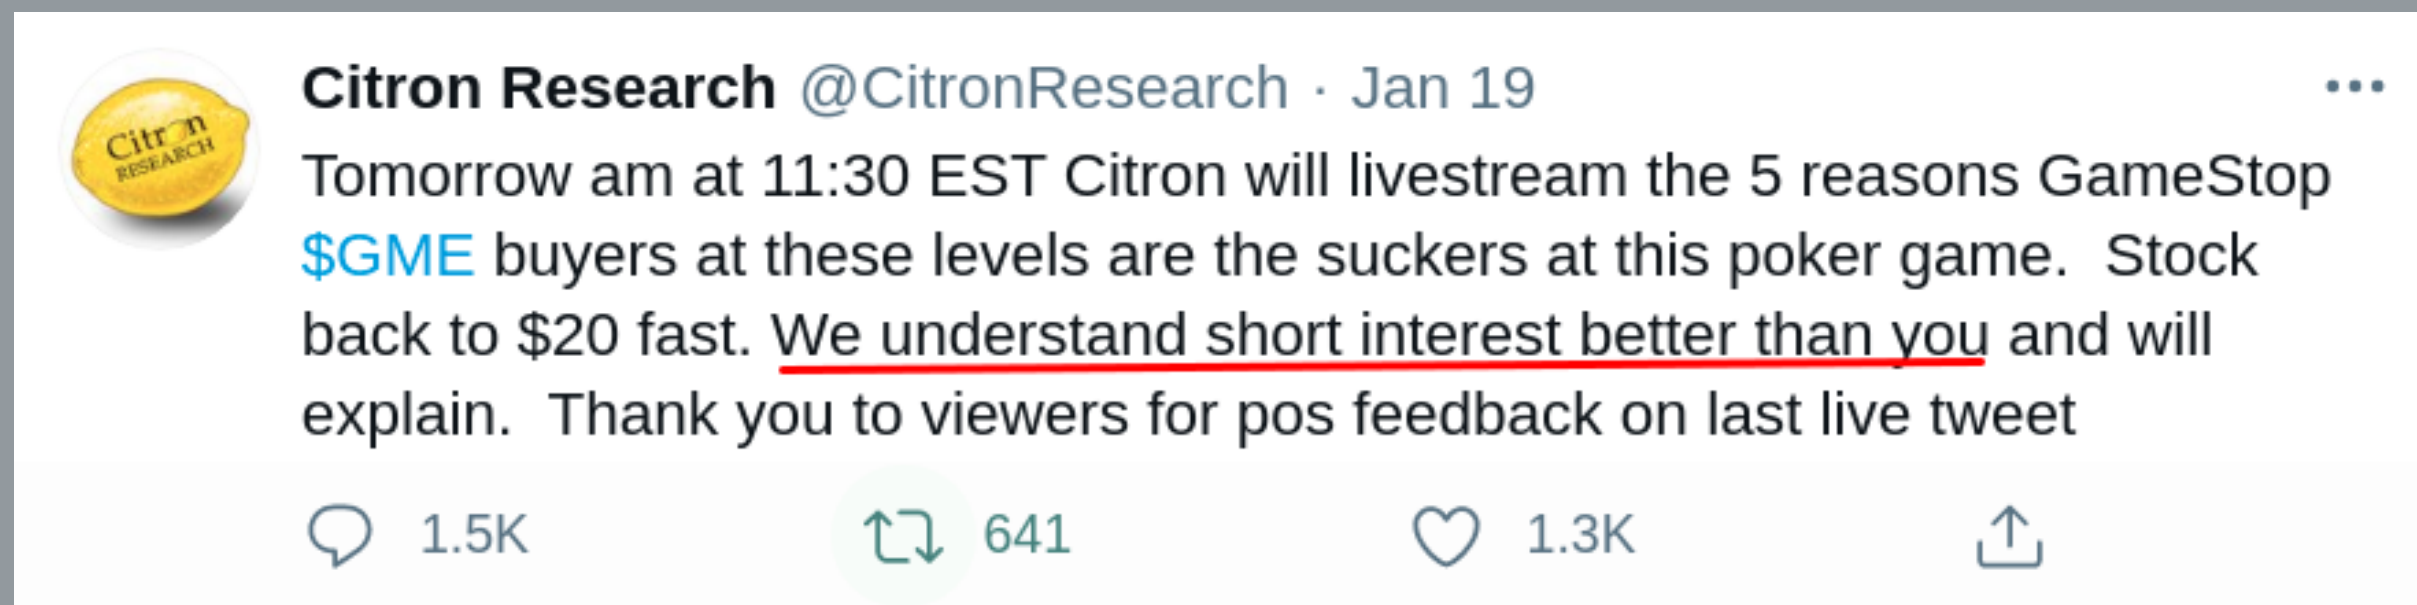 Citron RESEARCH
Citron Research @CitronResearch · Jan 19
Tomorrow am at 11:30 EST Citron will livestream the 5 reasons GameStop
$GME buyers at these levels are the suckers at this poker game.  Stock
back to $20 fast. We understand short interest better than you and will
explain.  Thank you to viewers for pos feedback on last live tweet
1.5K 641 1.3K